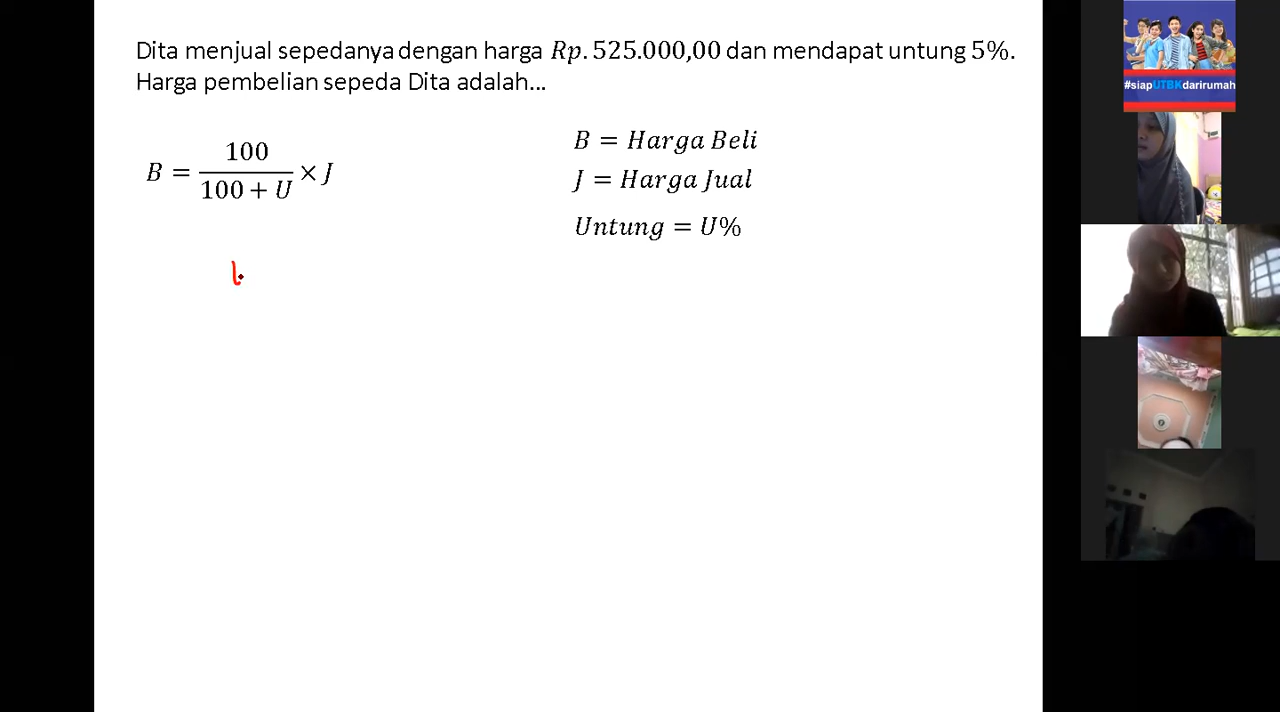 Dita menjual sepedanya dengan harga Rp. 525.000,00 dan mendapat untung 5%.
Harga pembelian sepeda Dita adalah...
B = 100 / 100 + U × J
B = Harga Beli
J = Harga Jual
Untung = U%
#siapUTBKdarirumah